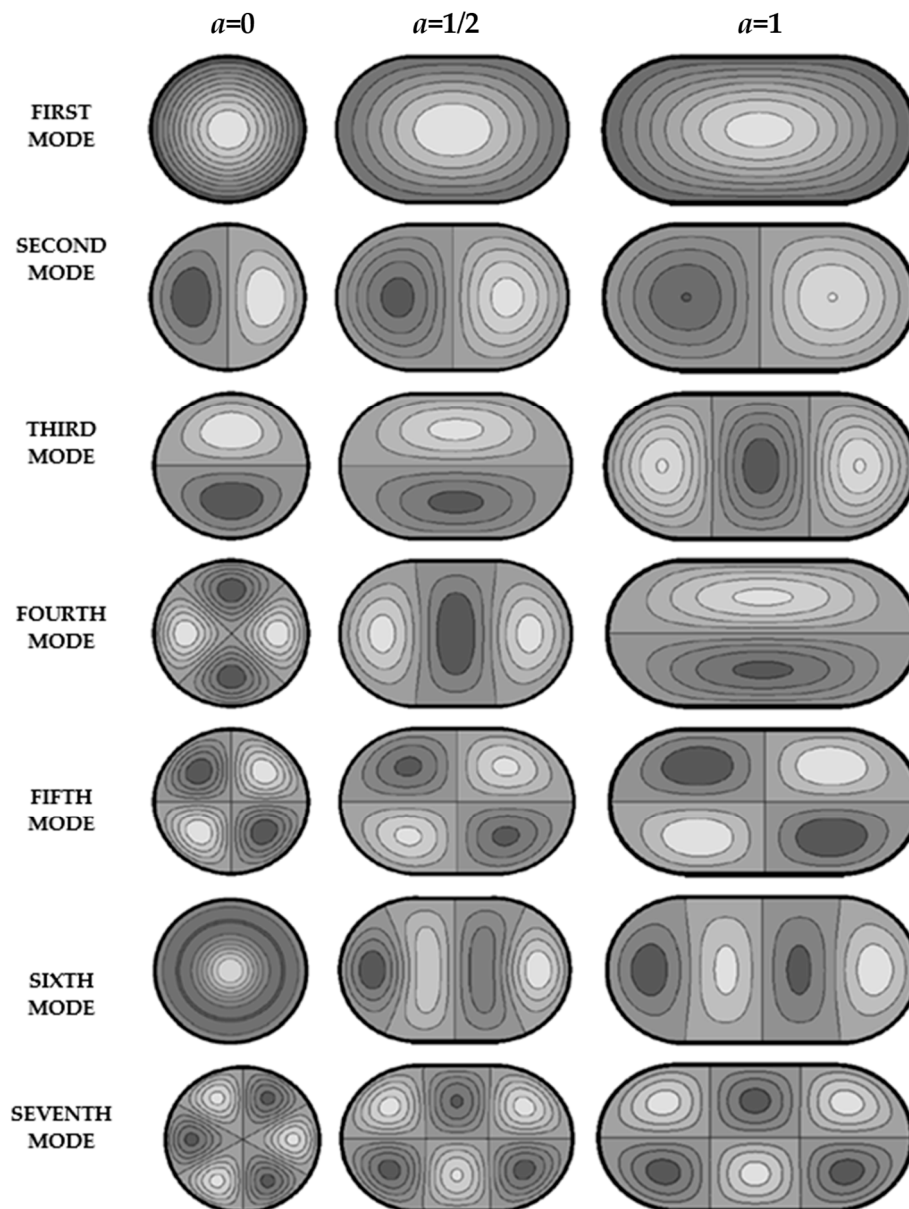 a=0 a=1/2 a=1
FIRST
MODE
SECOND
MODE
THIRD
MODE
FOURTH
MODE
FIFTH
MODE
SIXTH
MODE
SEVENTH
MODE